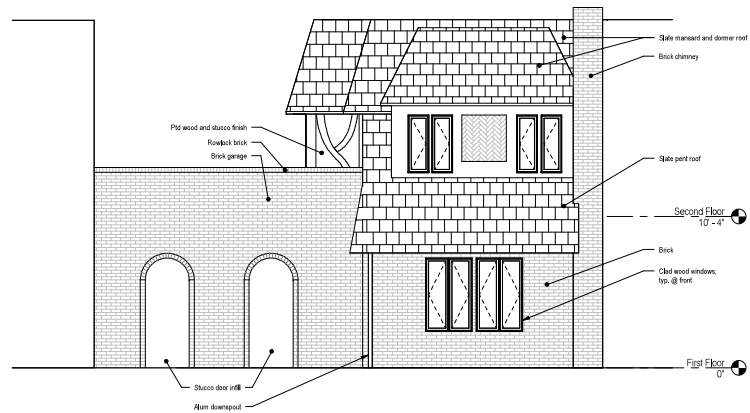 Slate mansard and dormer roof
Brick chimney
Ptd wood and stucco finish
Rowlock brick
Brick garage
Slate pent roof
Second Floor
10' - 4"
Brick
Clad wood windows;
typ. @ front
First Floor
0"
Stucco door infill
Alum downspout